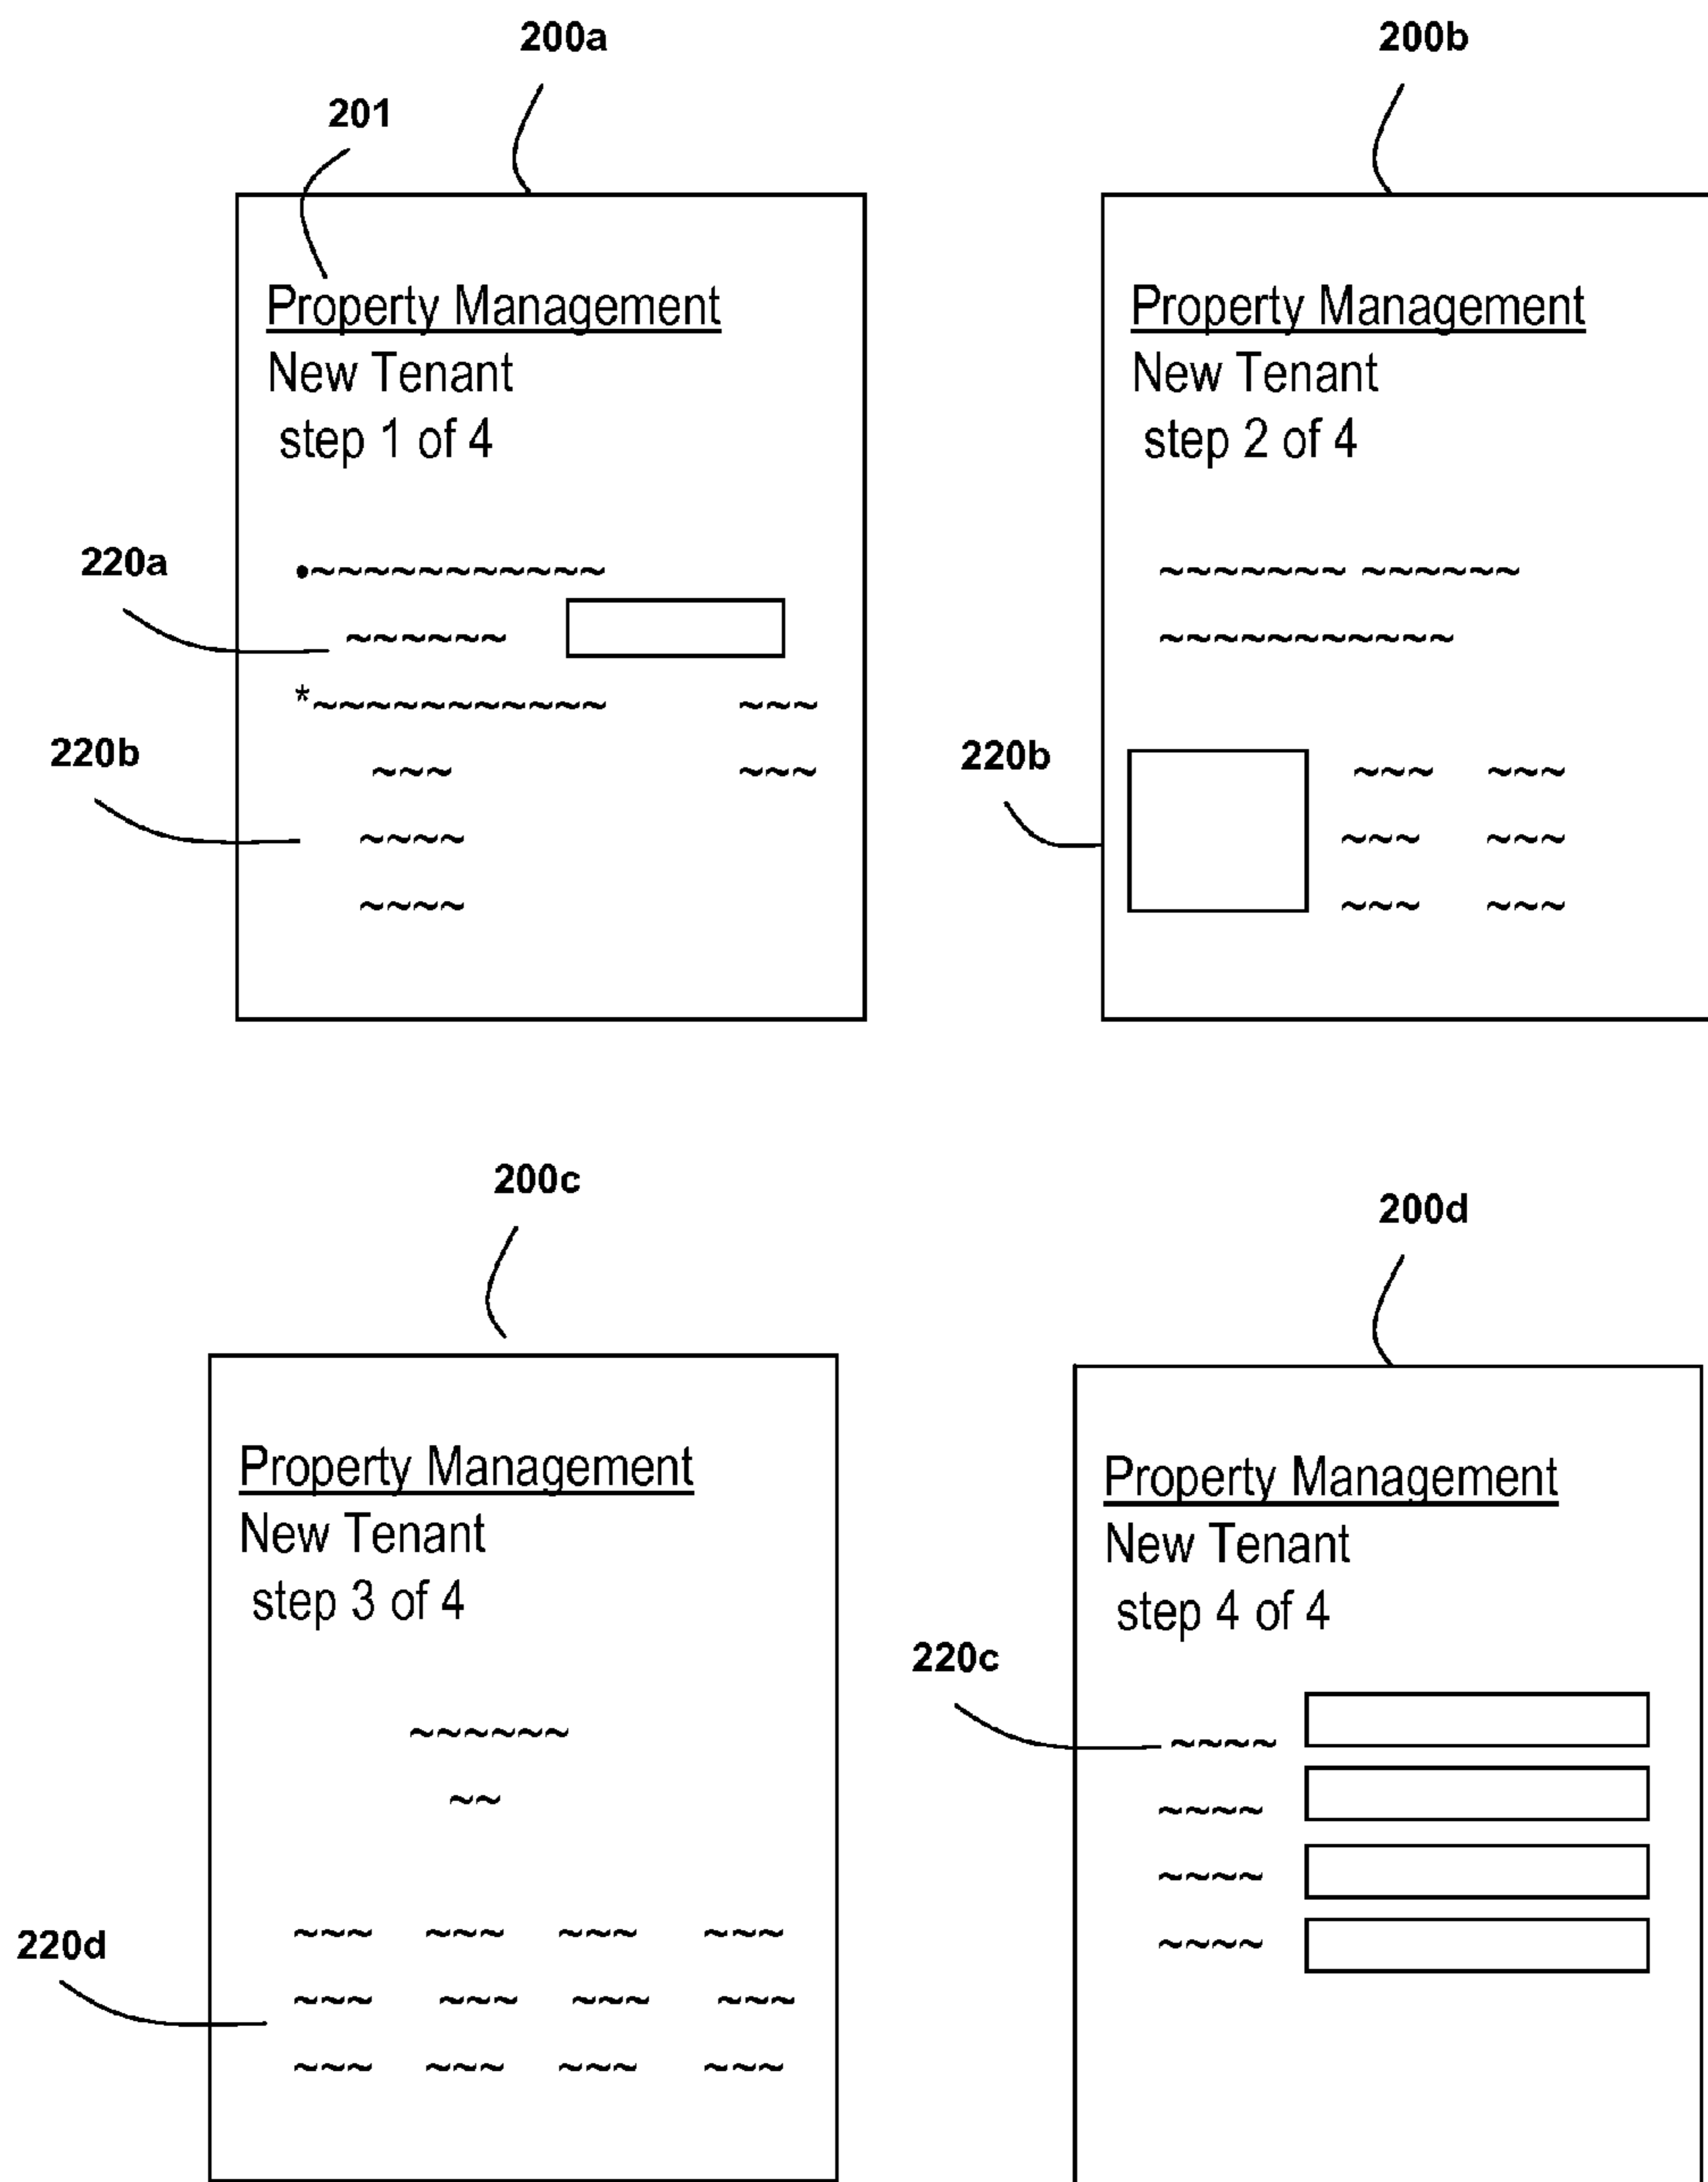 200a
200b
201
Property Management
New Tenant
step 1 of 4
Property Management
New Tenant
step 2 of 4
220a
•~~~~~~~~~~~
~~~~~~
*~~~~~~~~~~~ ~~~
220b
~~~ ~~~
~~~~
~~~~
~~~~~~~ ~~~~~~
~~~~~~~~~~~
220b
~~~ ~~~
~~~ ~~~
~~~ ~~~
200c
200d
Property Management
New Tenant
step 3 of 4
Property Management
New Tenant
step 4 of 4
~~~~~~
~~
220d
~~~ ~~~ ~~~ ~~~
~~~ ~~~ ~~~ ~~~
~~~ ~~~ ~~~ ~~~
220c
~~~~
~~~~
~~~~
~~~~